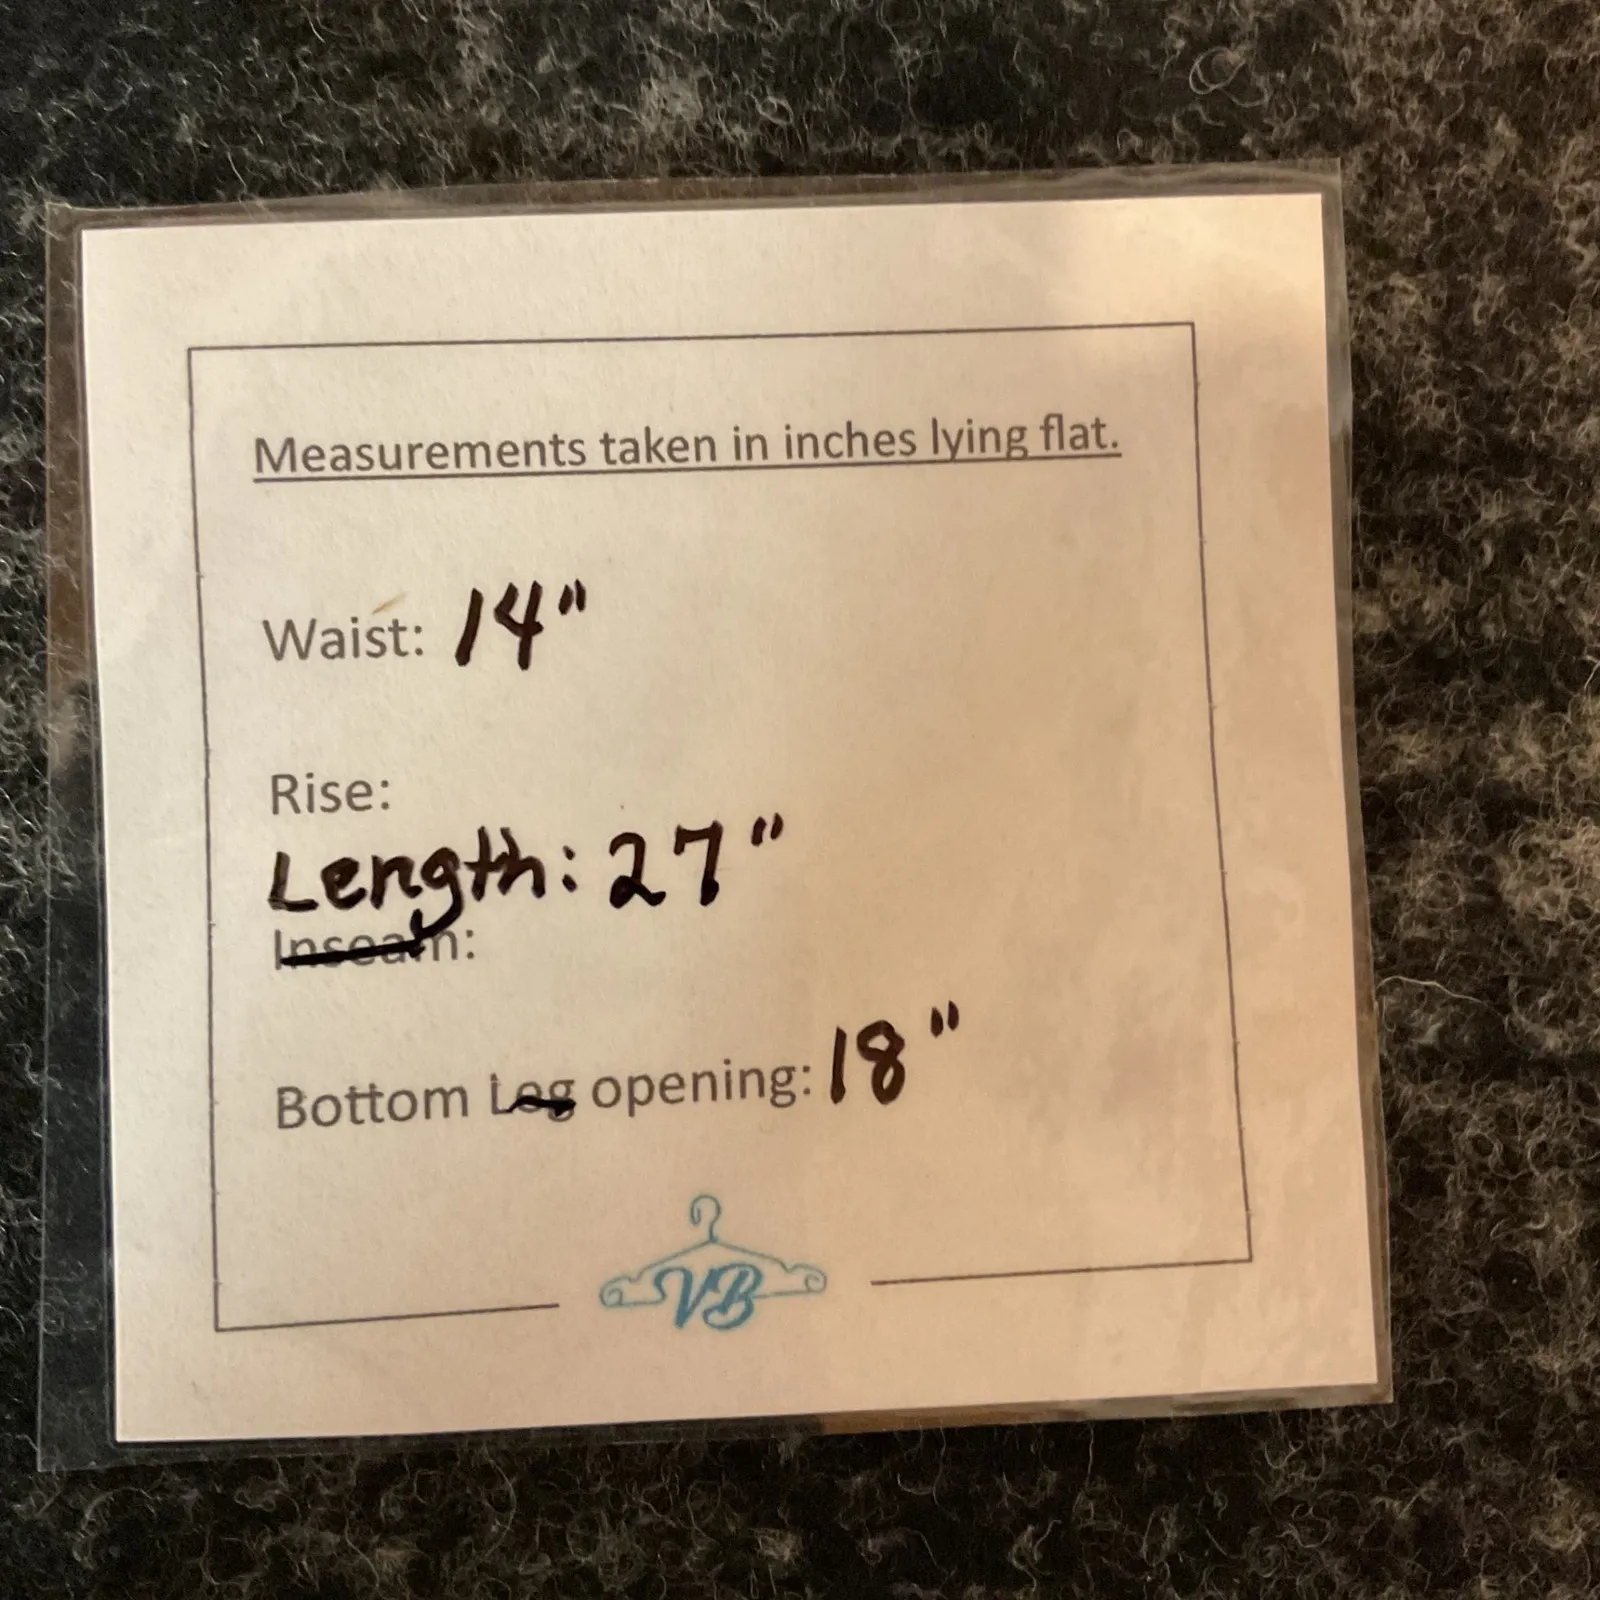 Measurements taken in inches lying flat.
Waist: 14"
Rise:
Length: 27"
Inseam:
Bottom Leg opening: 18"
VB